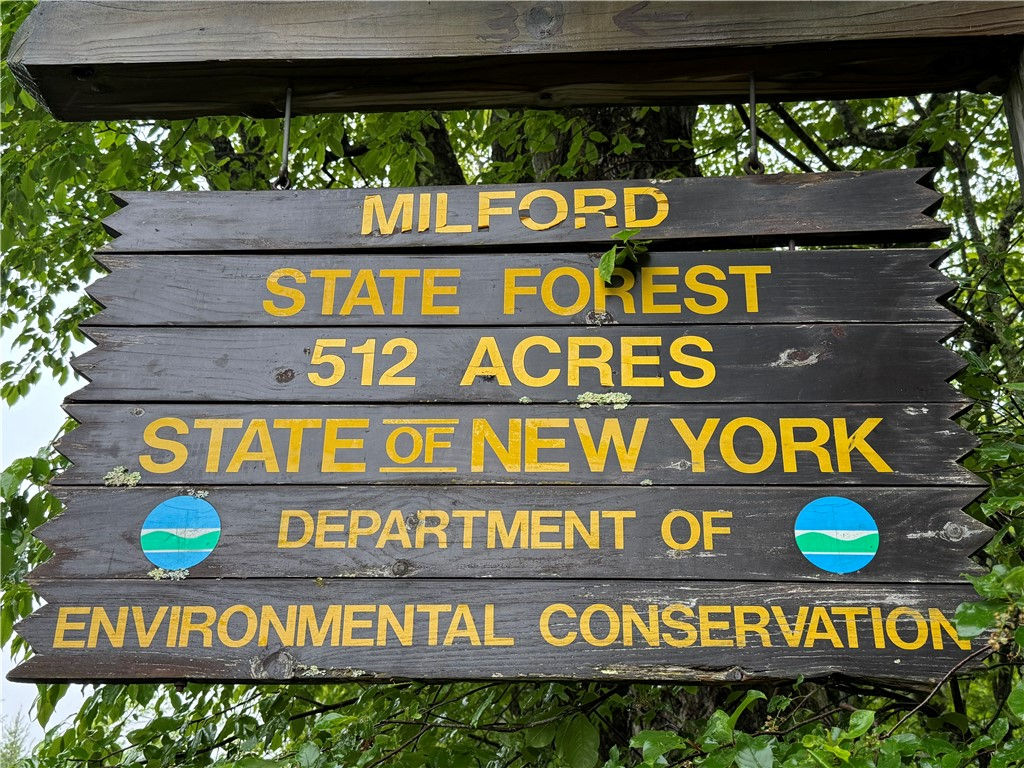 MILFORD
STATE FOREST
512 ACRES
STATE OF NEW YORK
DEPARTMENT OF
ENVIRONMENTAL CONSERVATION